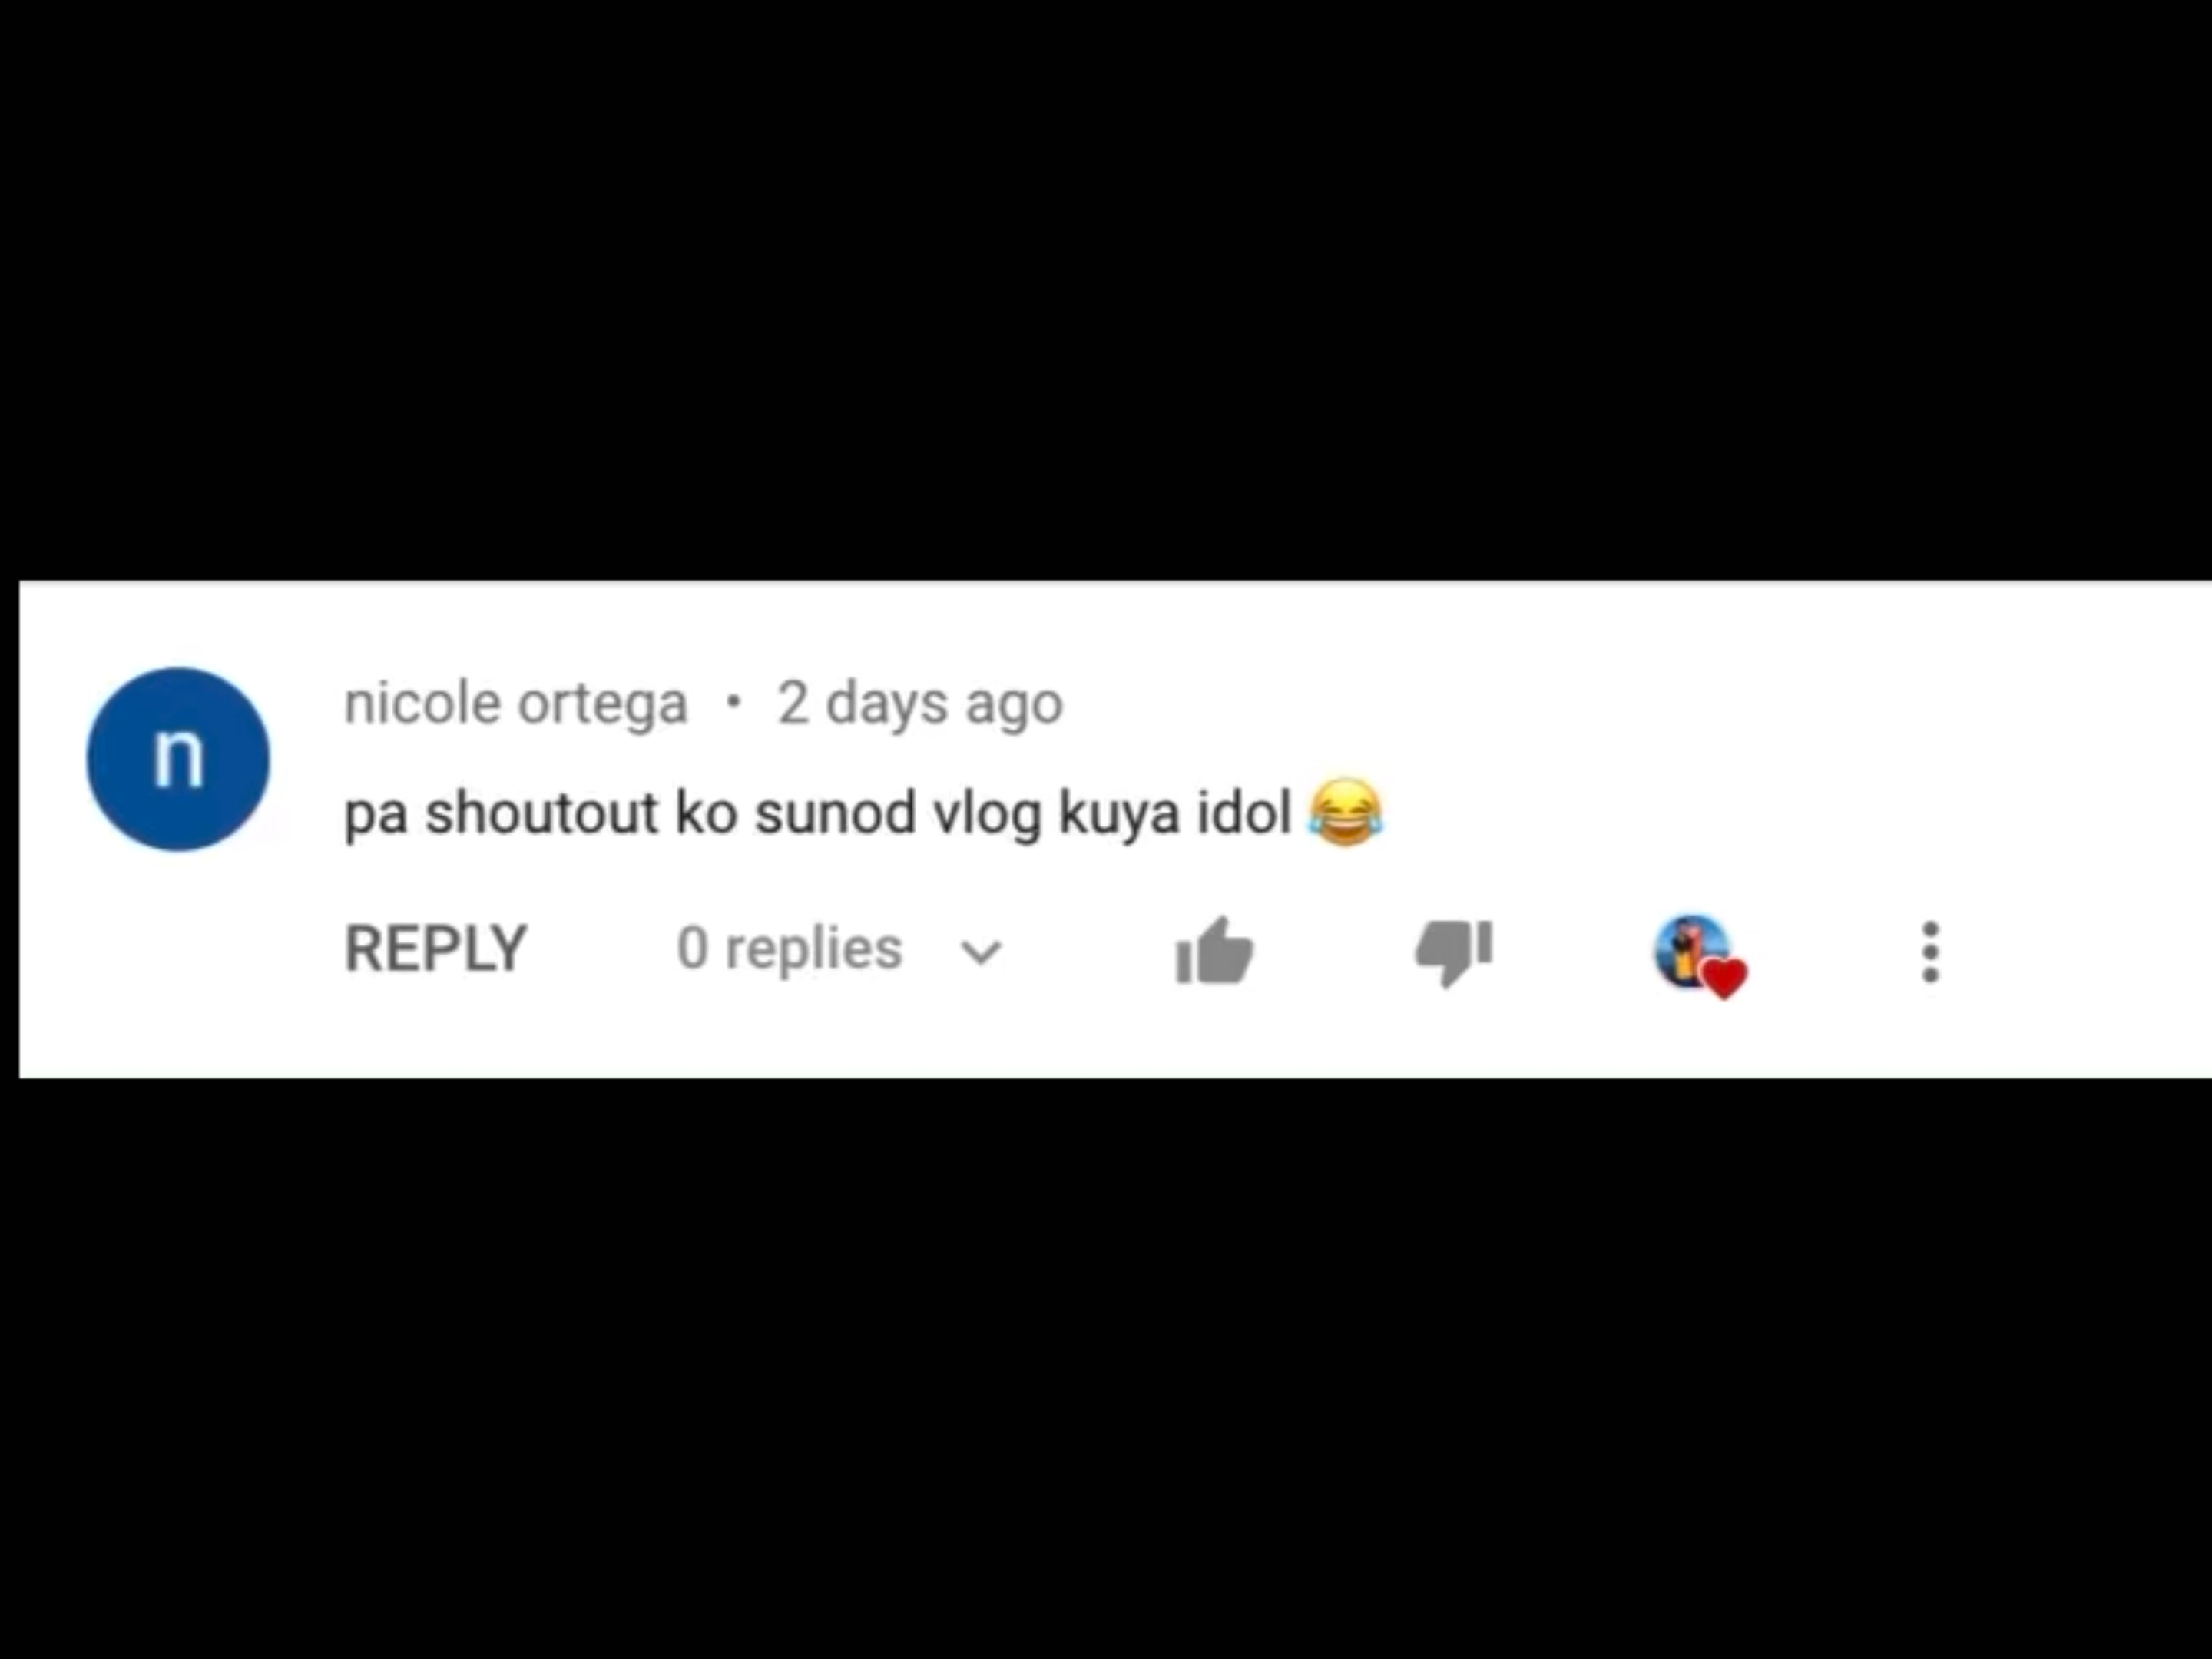 n
nicole ortega • 2 days ago
pa shoutout ko sunod vlog kuya idol 😂
REPLY 0 replies